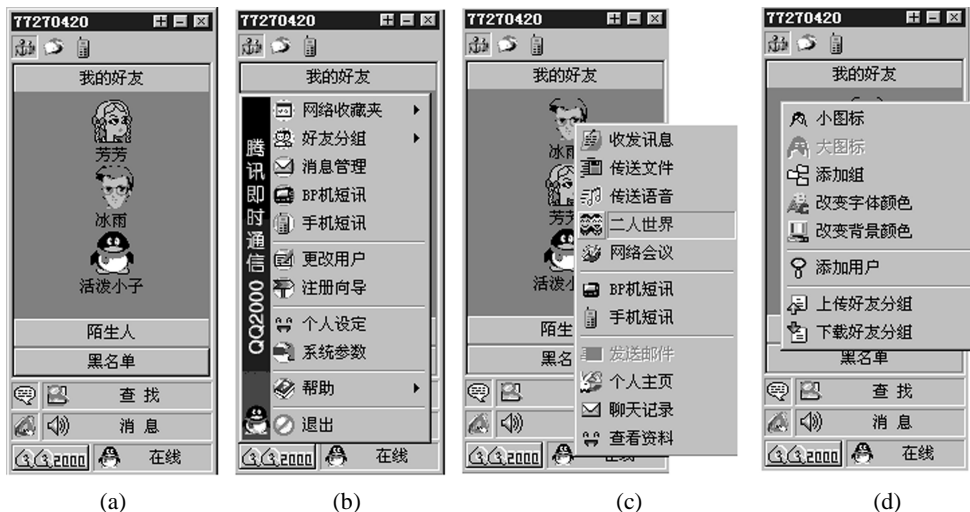 77270420
我的好友
芳芳
冰雨
活泼小子
陌生人
黑名单
查找
消息
2000
在线
(a)
77270420
我的好友
腾讯即时通信 QQ2000
网络收藏夹
好友分组
消息管理
BP机短讯
手机短讯
更改用户
注册向导
个人设定
系统参数
帮助
退出
2000
在线
(b)
77270420
我的好友
冰雨
芳
活泼
陌生
黑名
收发讯息
传送文件
传送语音
二人世界
网络会议
BP机短讯
手机短讯
发送邮件
个人主页
聊天记录
查看资料
2000
(c)
77270420
我的好友
小图标
大图标
添加组
改变字体颜色
改变背景颜色
添加用户
上传好友分组
下载好友分组
黑名单
查找
消息
2000
在线
(d)